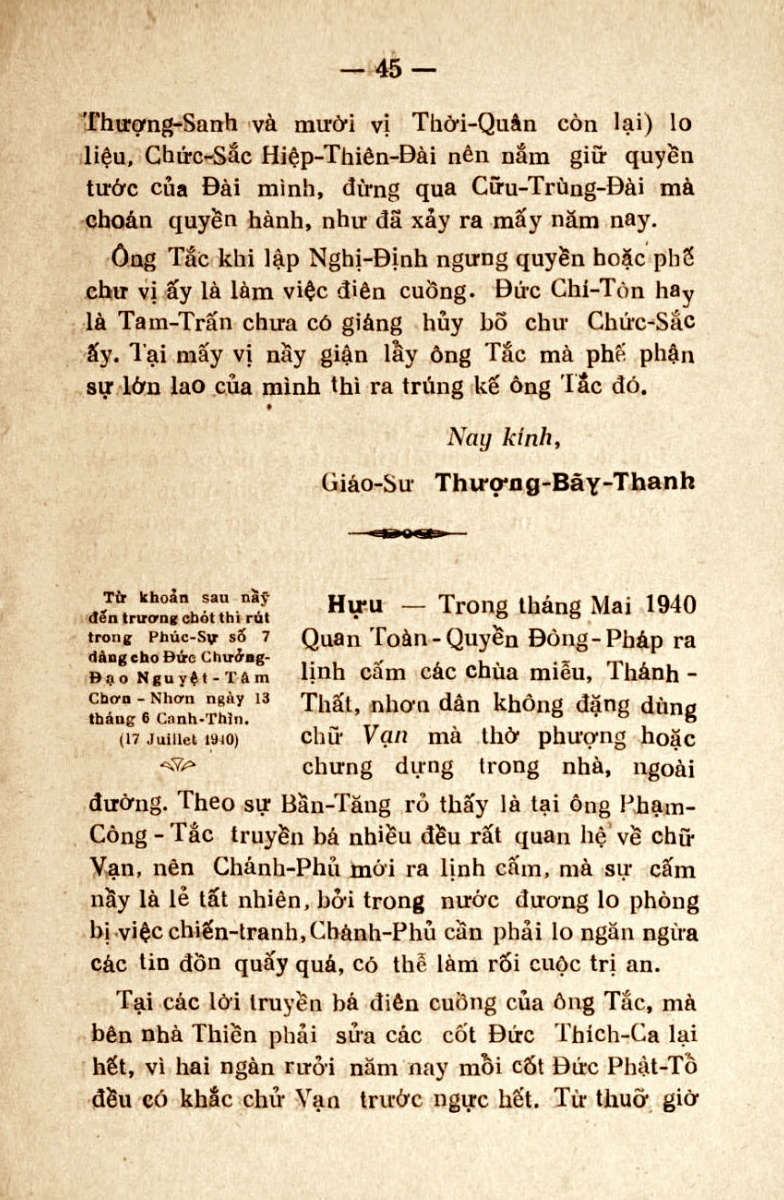 — 45 —
Thượng-Sanh và mười vị Thời-Quân còn lại) lo
liệu, Chức-Sắc Hiệp-Thiên-Đài nên nắm giữ quyền
tước của Đài mình, đừng qua Cữu-Trùng-Đài mà
choán quyền hành, như đã xảy ra mấy năm nay.
Ông Tắc khi lập Nghị-Định ngưng quyền hoặc phế
chư vị ấy là làm việc điên cuồng. Đức Chí-Tôn hay
là Tam-Trấn chưa có giáng hủy bỏ chư Chức-Sắc
ấy. Tại mấy vị nầy giận lẫy ông Tắc mà phế phận
sự lớn lao của mình thì ra trúng kế ông Tắc đó.
Nay kính,
Giáo-Sư Thượng-Bãy-Thanh
Từ khoản sau nầỹ
đến trương chót thì rút
trong Phúc-Sự số 7
dâng cho Đức Chưởng-
Đạo Nguyệt-Tâm
Chơn-Nhơn ngày 13
tháng 6 Canh-Thìn.
(17 Juillet 1940)
Hựu — Trong tháng Mai 1940
Quan Toàn-Quyền Đông-Pháp ra
lịnh cấm các chùa miễu, Thánh-
Thất, nhơn dân không đặng dùng
chữ Vạn mà thờ phượng hoặc
chưng dựng trong nhà, ngoài
đường. Theo sự Bần-Tăng rỏ thấy là tại ông Phạm-
Công-Tắc truyền bá nhiều đều rất quan hệ về chữ
Vạn, nên Chánh-Phủ mới ra lịnh cấm, mà sự cấm
nầy là lẻ tất nhiên, bởi trong nước đương lo phòng
bị việc chiến-tranh, Chánh-Phủ cần phải lo ngăn ngừa
các tin đồn quấy quá, có thể làm rối cuộc trị an.
Tại các lời truyền bá điên cuồng của ông Tắc, mà
bên nhà Thiền phải sửa các cốt Đức Thích-Ca lại
hết, vì hai ngàn rưởi năm nay mỗi cốt Đức Phật-Tổ
đều có khắc chử Vạn trước ngực hết. Từ thuở giờ